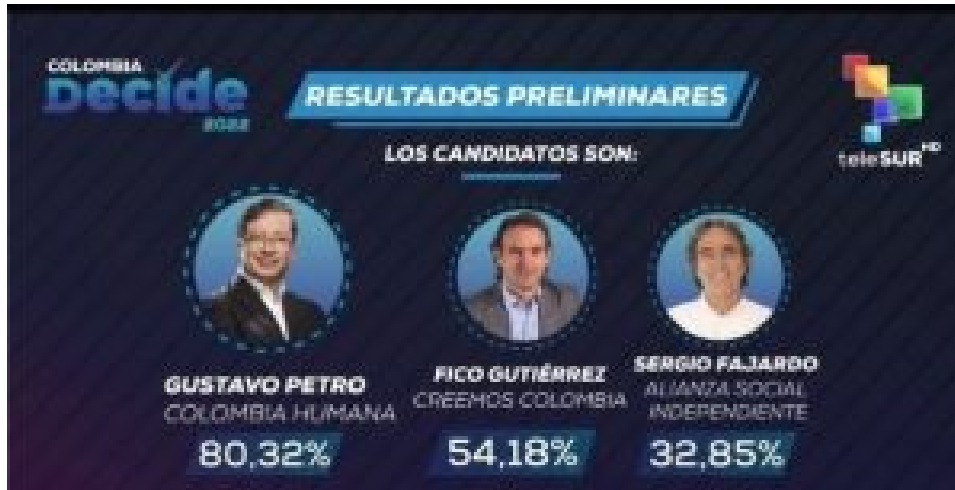 COLOMBIA
Decide
2022
RESULTADOS PRELIMINARES
LOS CANDIDATOS SON:
teleSUR HD
GUSTAVO PETRO
COLOMBIA HUMANA
80,32%
FICO GUTIÉRREZ
CREEMOS COLOMBIA
54,18%
SERGIO FAJARDO
ALIANZA SOCIAL
INDEPENDIENTE
32,85%